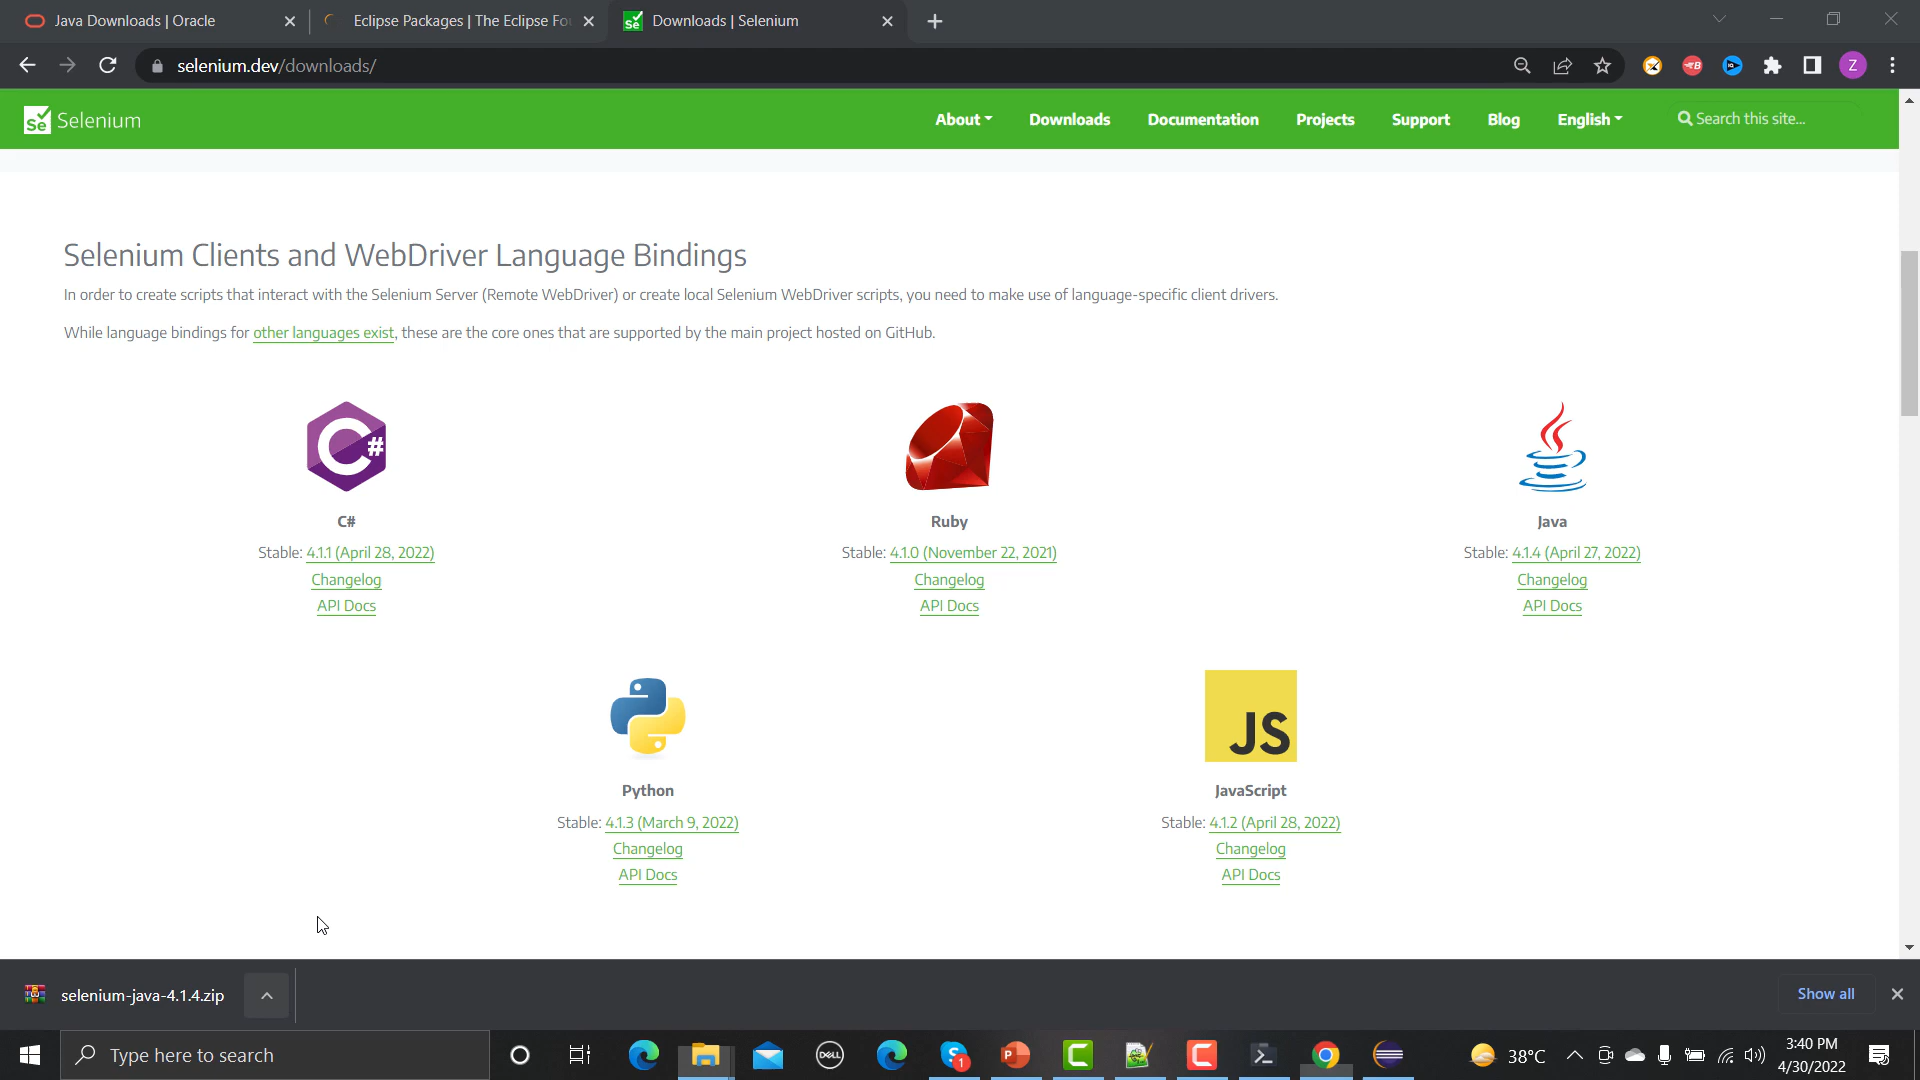 Java Downloads | Oracle
Eclipse Packages | The Eclipse Fo
Downloads | Selenium
selenium.dev/downloads/
Z
Se Selenium
About
Downloads
Documentation
Projects
Support
Blog
English
Search this site...
Selenium Clients and WebDriver Language Bindings
In order to create scripts that interact with the Selenium Server (Remote WebDriver) or create local Selenium WebDriver scripts, you need to make use of language-specific client drivers.
While language bindings for other languages exist, these are the core ones that are supported by the main project hosted on GitHub.
C#
C#
Stable: 4.1.1 (April 28, 2022)
Changelog
API Docs
Ruby
Stable: 4.1.0 (November 22, 2021)
Changelog
API Docs
Java
Stable: 4.1.4 (April 27, 2022)
Changelog
API Docs
Python
Stable: 4.1.3 (March 9, 2022)
Changelog
API Docs
JS
JavaScript
Stable: 4.1.2 (April 28, 2022)
Changelog
API Docs
selenium-java-4.1.4.zip
Show all
Type here to search
DELL
S 1
P
C
C
38°C
3:40 PM
4/30/2022